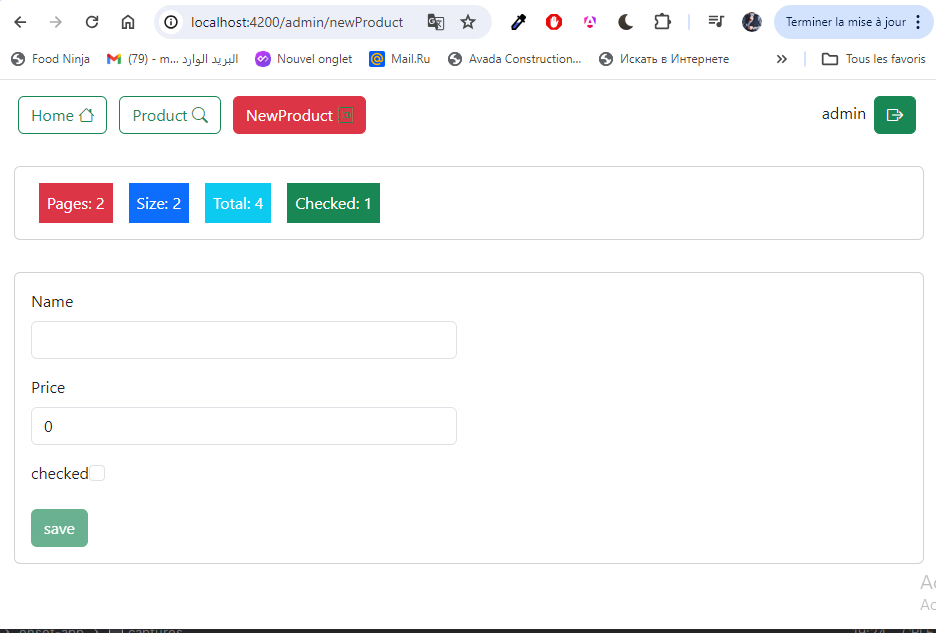 localhost:4200/admin/newProduct
Terminer la mise à jour
Food Ninja
(79) - m... البريد الوارد
Nouvel onglet
Mail.Ru
Avada Construction...
Искать в Интернете
Tous les favoris
Home
Product
NewProduct
admin
Pages: 2
Size: 2
Total: 4
Checked: 1
Name
Price
0
checked
save